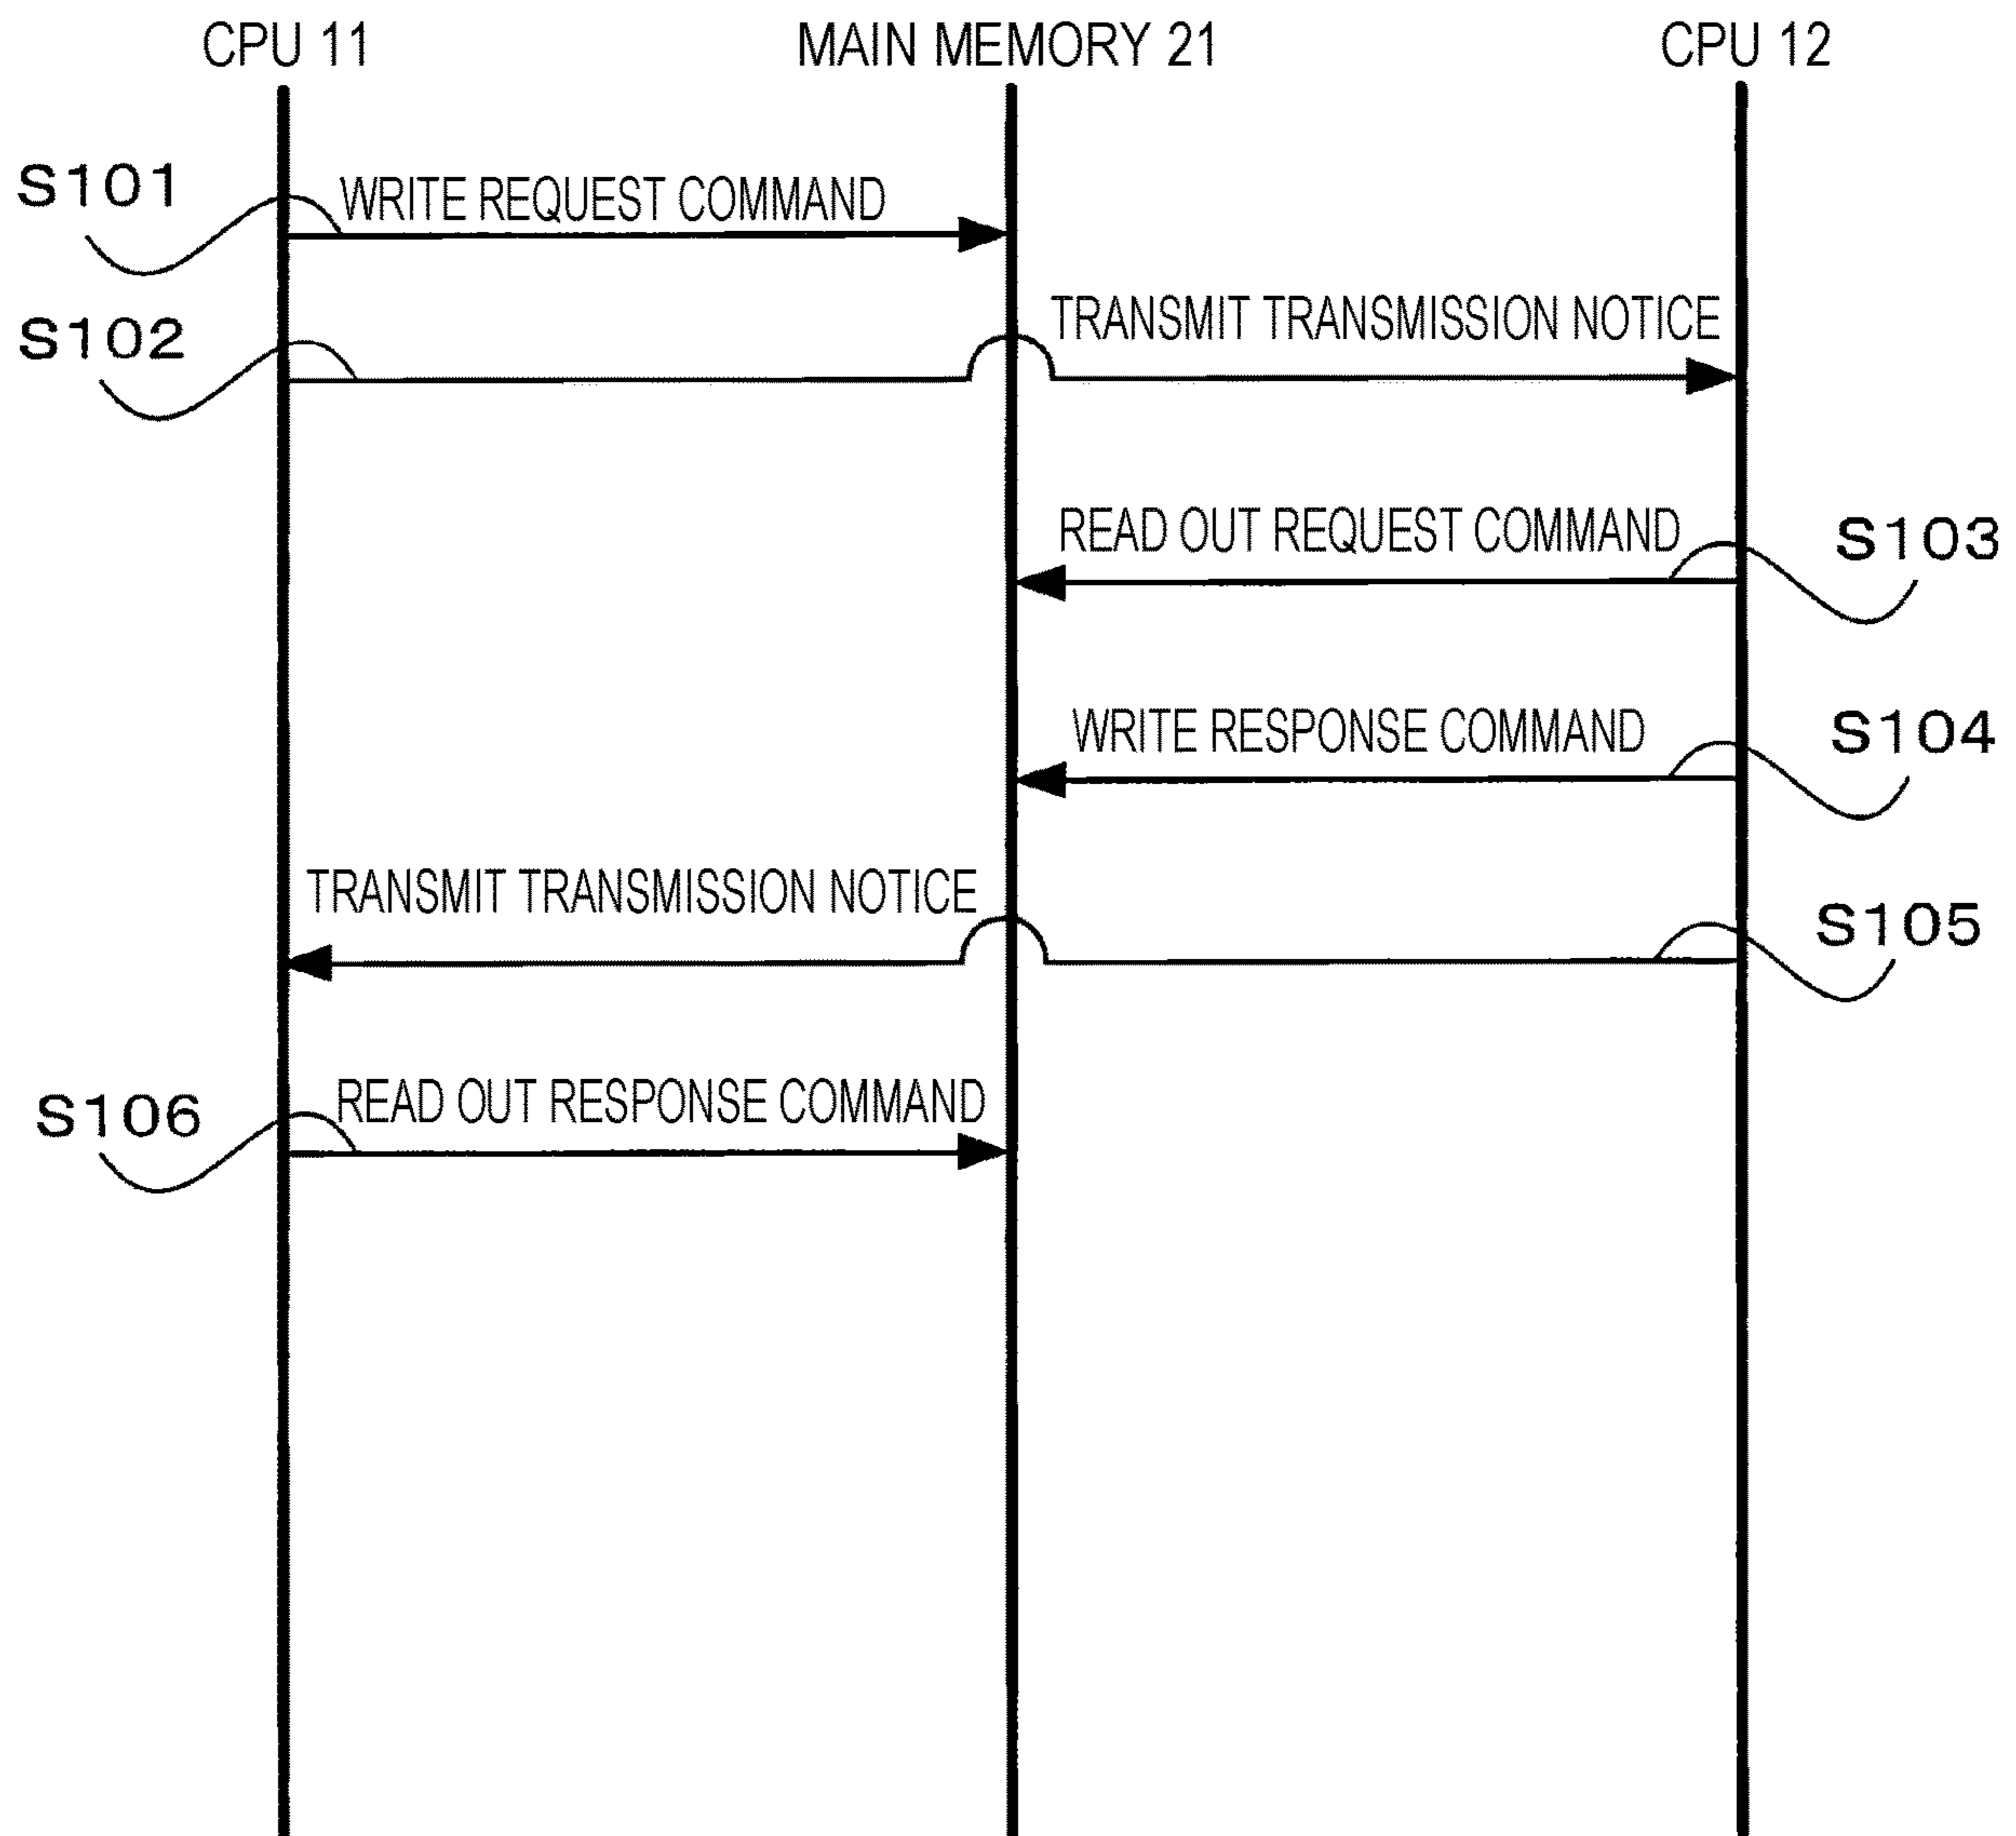 CPU 11
MAIN MEMORY 21
CPU 12
S101
WRITE REQUEST COMMAND
S102
TRANSMIT TRANSMISSION NOTICE
READ OUT REQUEST COMMAND
S103
WRITE RESPONSE COMMAND
S104
TRANSMIT TRANSMISSION NOTICE
S105
S106
READ OUT RESPONSE COMMAND